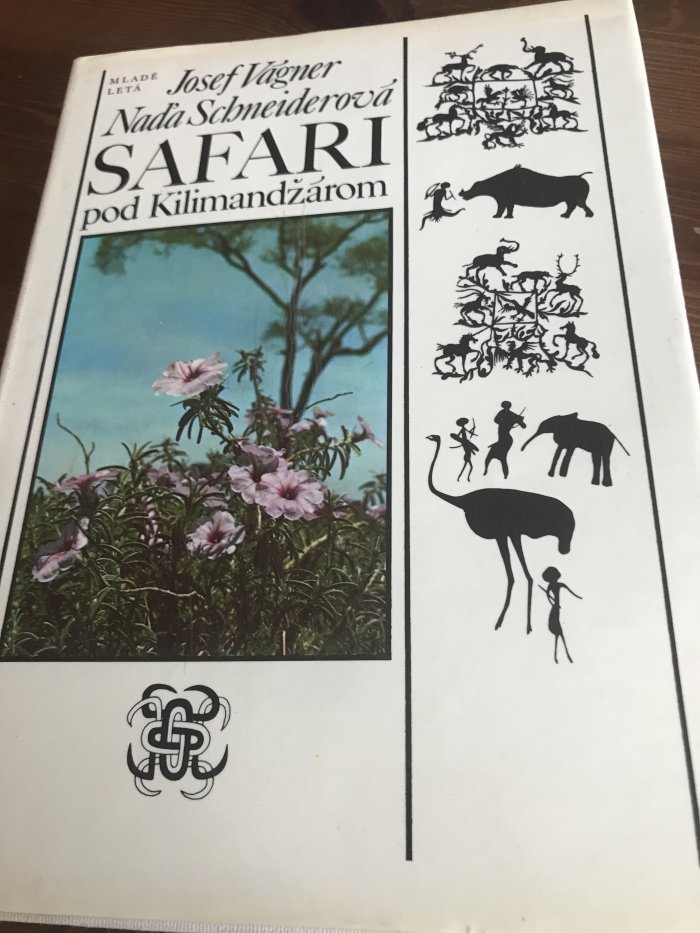 MLADÉ
LETÁ
Josef Vágner
Naďa Schneiderová
SAFARI
pod Kilimandžárom